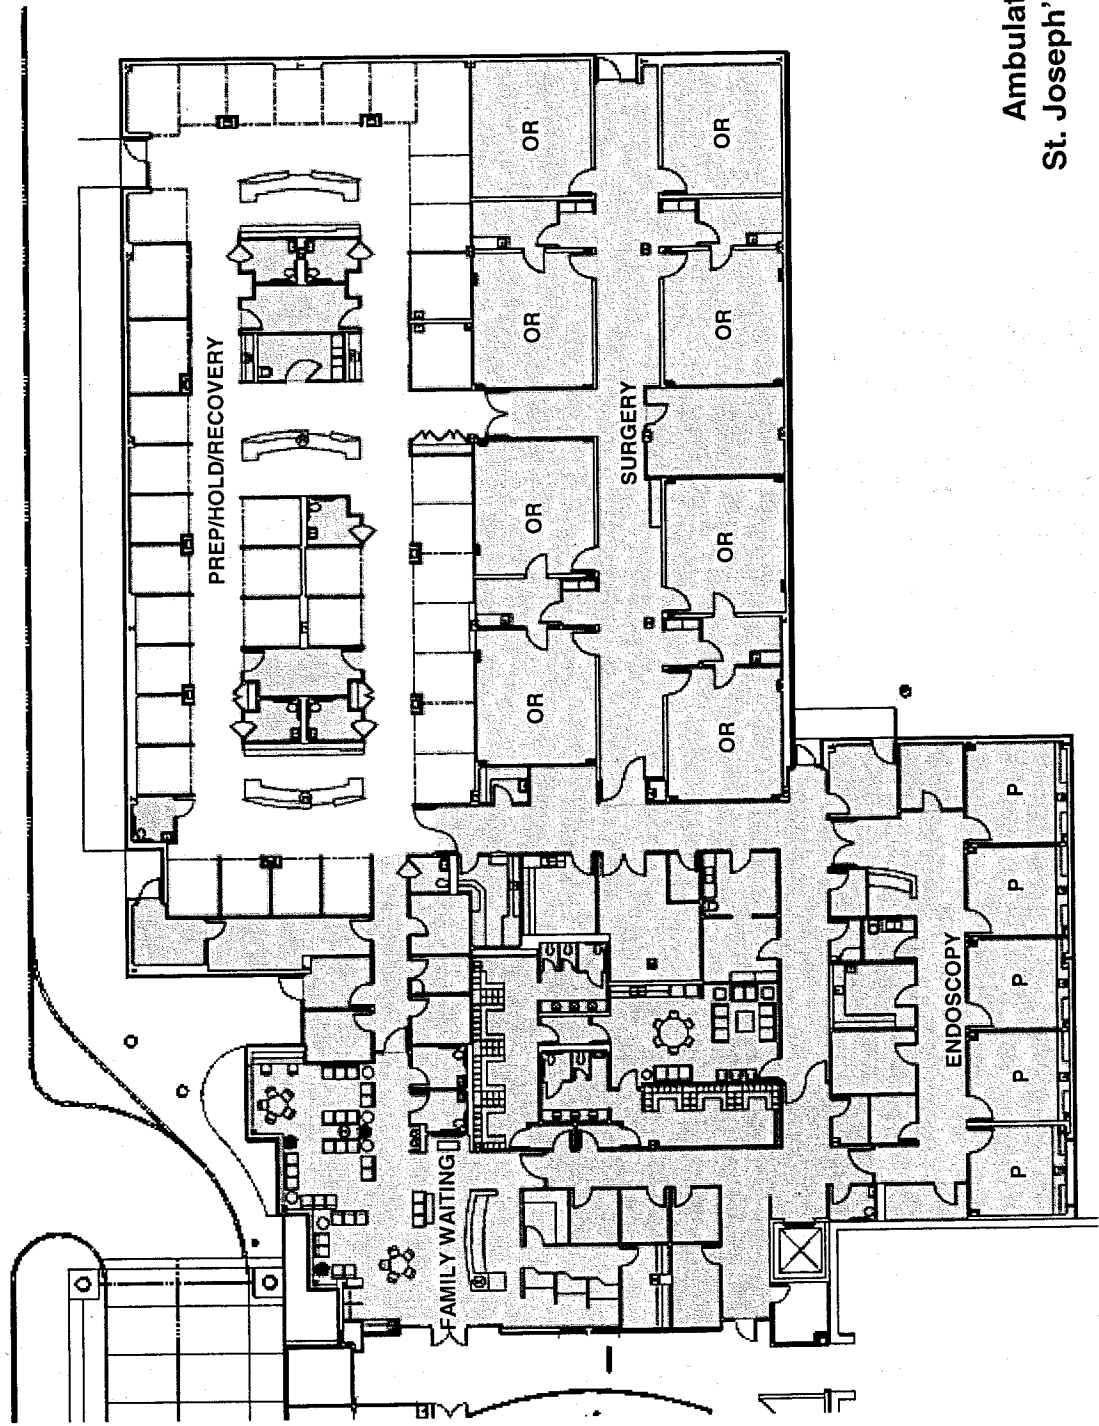 Ambulat
St. Joseph'
PREP/HOLD/RECOVERY
SURGERY
OR
OR
OR
OR
OR
OR
OR
OR
FAMILY WAITING
ENDOSCOPY
P
P
P
P
P